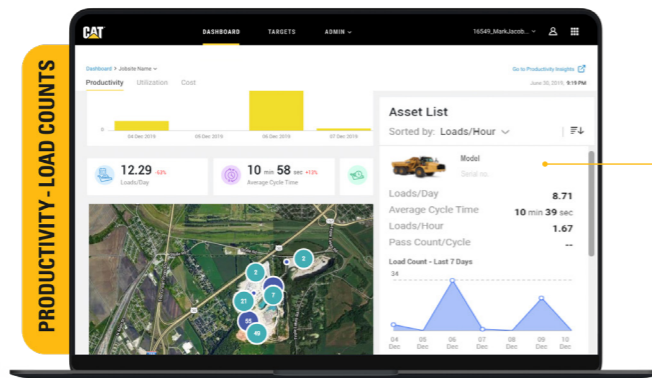 PRODUCTIVITY - LOAD COUNTS
CAT
DASHBOARD TARGETS ADMIN
16549_MarkJacob...
Dashboard > Jobsite Name
Go to Productivity Insights
Productivity Utilization Cost
June 20, 2019, 9:19 PM
0
04 Dec 2019 05 Dec 2019 06 Dec 2019 07 Dec 2019
12.29 -63%
Loads/Day
10 min 58 sec +13%
Average Cycle Time
2
2
7
21
55
49
Asset List
Sorted by: Loads/Hour
Model
Serial no.
Loads/Day 8.71
Average Cycle Time 10 min 39 sec
Loads/Hour 1.67
Pass Count/Cycle --
Load Count - Last 7 Days
34
04 Dec 05 Dec 06 Dec 07 Dec 08 Dec 09 Dec 10 Dec